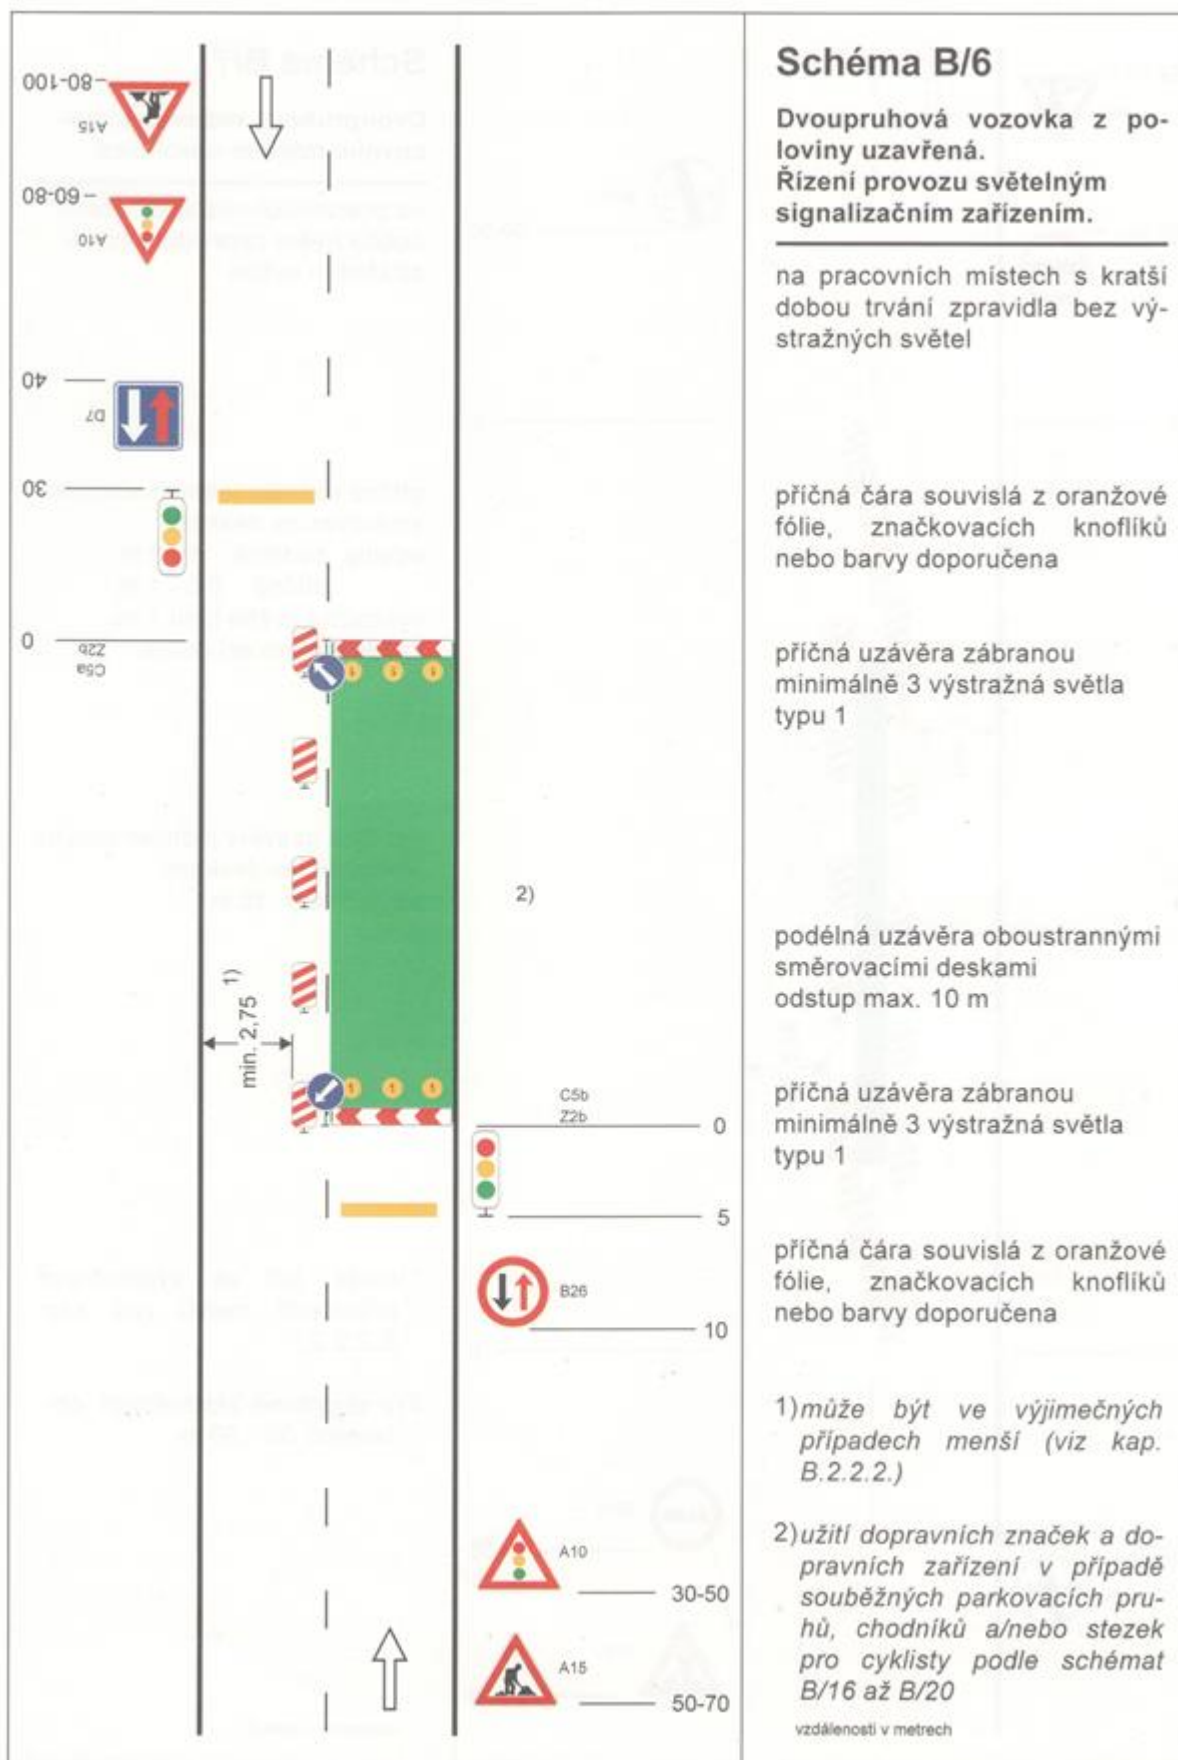 80-100
A15
60-80
A10
40
D7
30
0
Z2b
C5a
1 1 1
2)
min. 2,75 1)
1 1 1
C5b
Z2b
0
5
B26
10
A10
30-50
A15
50-70
Schéma B/6
Dvoupruhová vozovka z po-
loviny uzavřená.
Řízení provozu světelným
signalizačním zařízením.
na pracovních místech s kratší
dobou trvání zpravidla bez vý-
stražných světel
příčná čára souvislá z oranžové
fólie, značkovacích knoflíků
nebo barvy doporučena
příčná uzávěra zábranou
minimálně 3 výstražná světla
typu 1
podélná uzávěra oboustrannými
směrovacími deskami
odstup max. 10 m
příčná uzávěra zábranou
minimálně 3 výstražná světla
typu 1
příčná čára souvislá z oranžové
fólie, značkovacích knoflíků
nebo barvy doporučena
1) může být ve výjimečných
případech menší (viz kap.
B.2.2.2.)
2) užití dopravních značek a do-
pravních zařízení v případě
souběžných parkovacích pru-
hů, chodníků a/nebo stezek
pro cyklisty podle schémat
B/16 až B/20
vzdálenosti v metrech